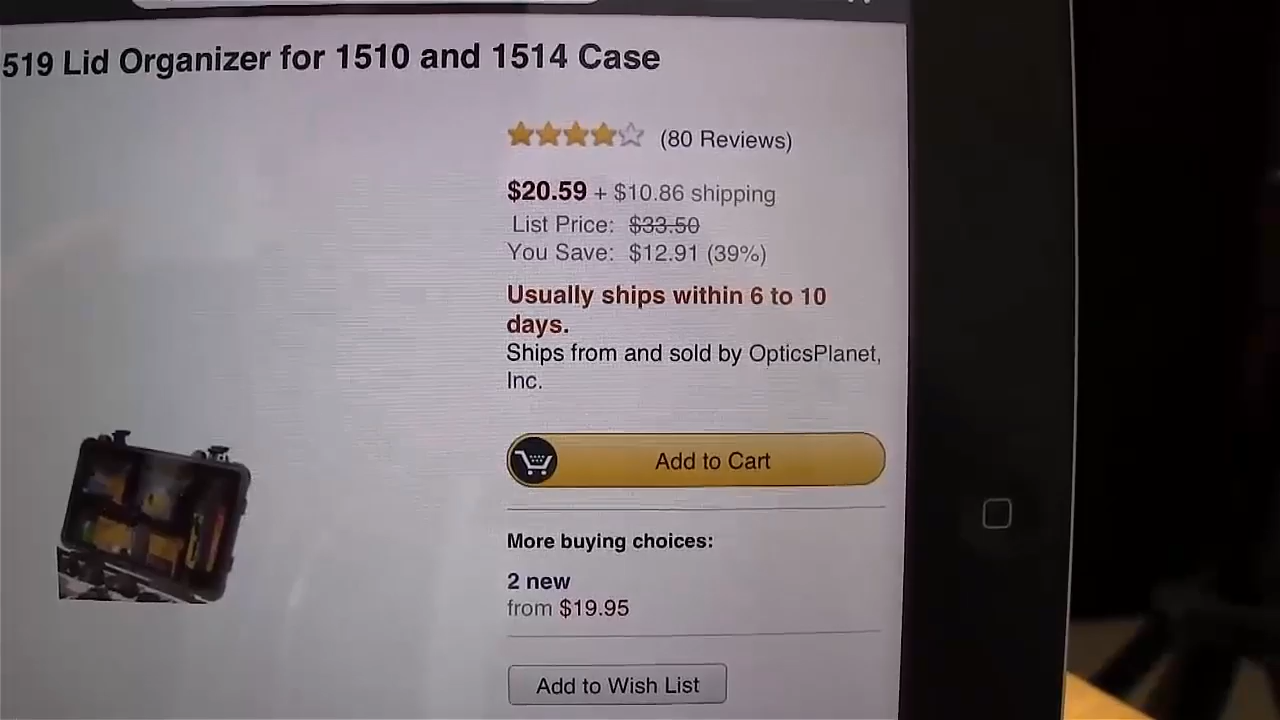 519 Lid Organizer for 1510 and 1514 Case
(80 Reviews)
$20.59 + $10.86 shipping
List Price: $33.50
You Save: $12.91 (39%)
Usually ships within 6 to 10
days.
Ships from and sold by OpticsPlanet,
Inc.
Add to Cart
More buying choices:
2 new
from $19.95
Add to Wish List